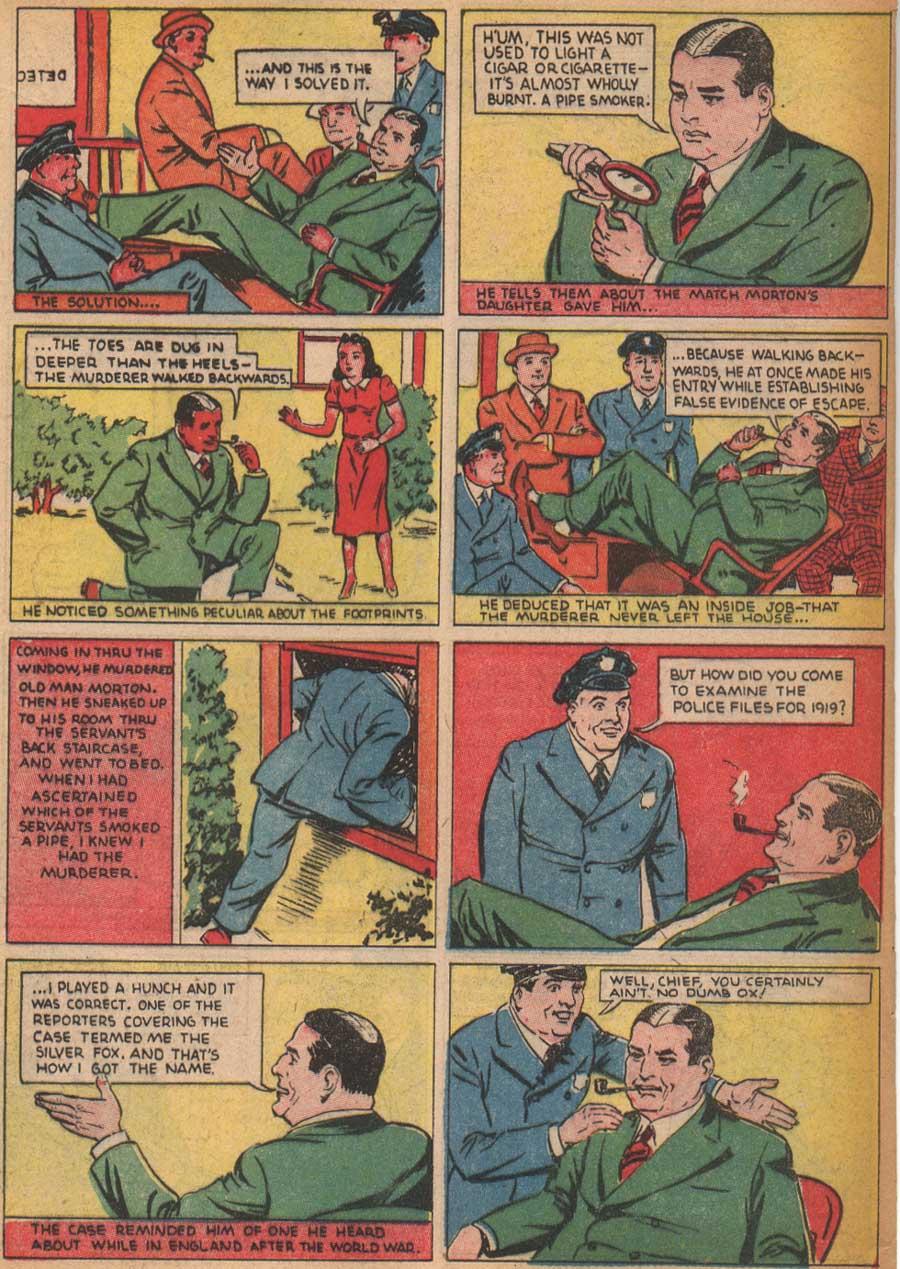 DETEC
...AND THIS IS THE
WAY I SOLVED IT.
THE SOLUTION....
H'UM, THIS WAS NOT
USED TO LIGHT A
CIGAR OR CIGARETTE—
IT'S ALMOST WHOLLY
BURNT. A PIPE SMOKER.
HE TELLS THEM ABOUT THE MATCH MORTON'S
DAUGHTER GAVE HIM...
...THE TOES ARE DUG IN
DEEPER THAN THE HEELS—
THE MURDERER WALKED BACKWARDS.
HE NOTICED SOMETHING PECULIAR ABOUT THE FOOTPRINTS.
...BECAUSE WALKING BACK-
WARDS, HE AT ONCE MADE HIS
ENTRY WHILE ESTABLISHING
FALSE EVIDENCE OF ESCAPE.
HE DEDUCED THAT IT WAS AN INSIDE JOB—THAT
THE MURDERER NEVER LEFT THE HOUSE...
COMING IN THRU THE
WINDOW, HE MURDERED
OLD MAN MORTON.
THEN HE SNEAKED UP
TO HIS ROOM THRU
THE SERVANT'S
BACK STAIRCASE,
AND WENT TO BED.
WHEN I HAD
ASCERTAINED
WHICH OF THE
SERVANTS SMOKED
A PIPE, I KNEW I
HAD THE
MURDERER.
BUT HOW DID YOU COME
TO EXAMINE THE
POLICE FILES FOR 1919?
...I PLAYED A HUNCH AND IT
WAS CORRECT. ONE OF THE
REPORTERS COVERING THE
CASE TERMED ME THE
SILVER FOX. AND THAT'S
HOW I GOT THE NAME.
THE CASE REMINDED HIM OF ONE HE HEARD
ABOUT WHILE IN ENGLAND AFTER THE WORLD WAR.
WELL, CHIEF, YOU CERTAINLY
AIN'T NO DUMB OX!